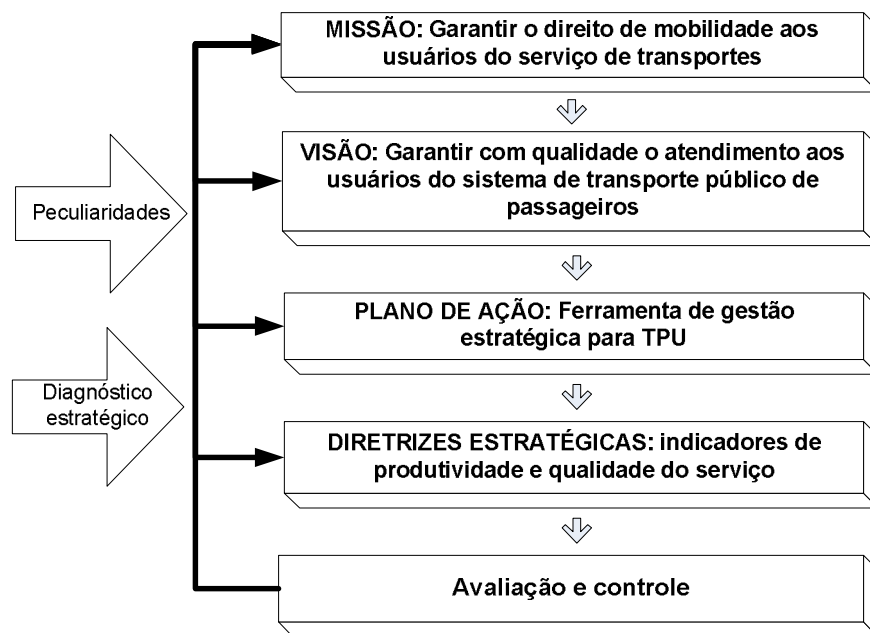 MISSÃO: Garantir o direito de mobilidade aos
usuários do serviço de transportes
VISÃO: Garantir com qualidade o atendimento aos
usuários do sistema de transporte público de
passageiros
Peculiaridades
PLANO DE AÇÃO: Ferramenta de gestão
estratégica para TPU
Diagnóstico
estratégico
DIRETRIZES ESTRATÉGICAS: indicadores de
produtividade e qualidade do serviço
Avaliação e controle